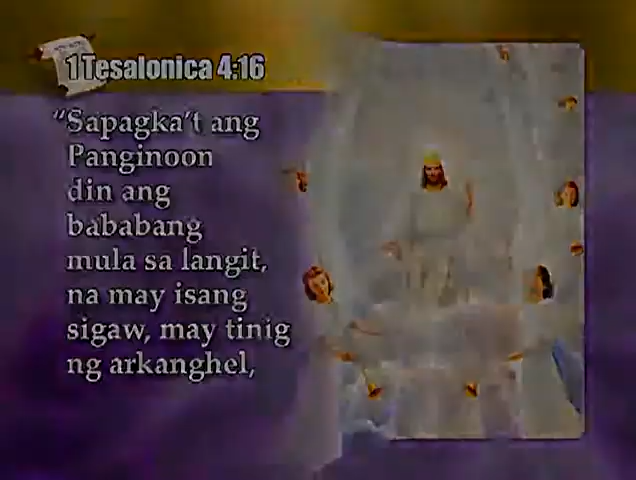 1 Tesalonica 4:16
“Sapagka't ang
Panginoon
din ang
bababang
mula sa langit,
na may isang
sigaw, may tinig
ng arkanghel,